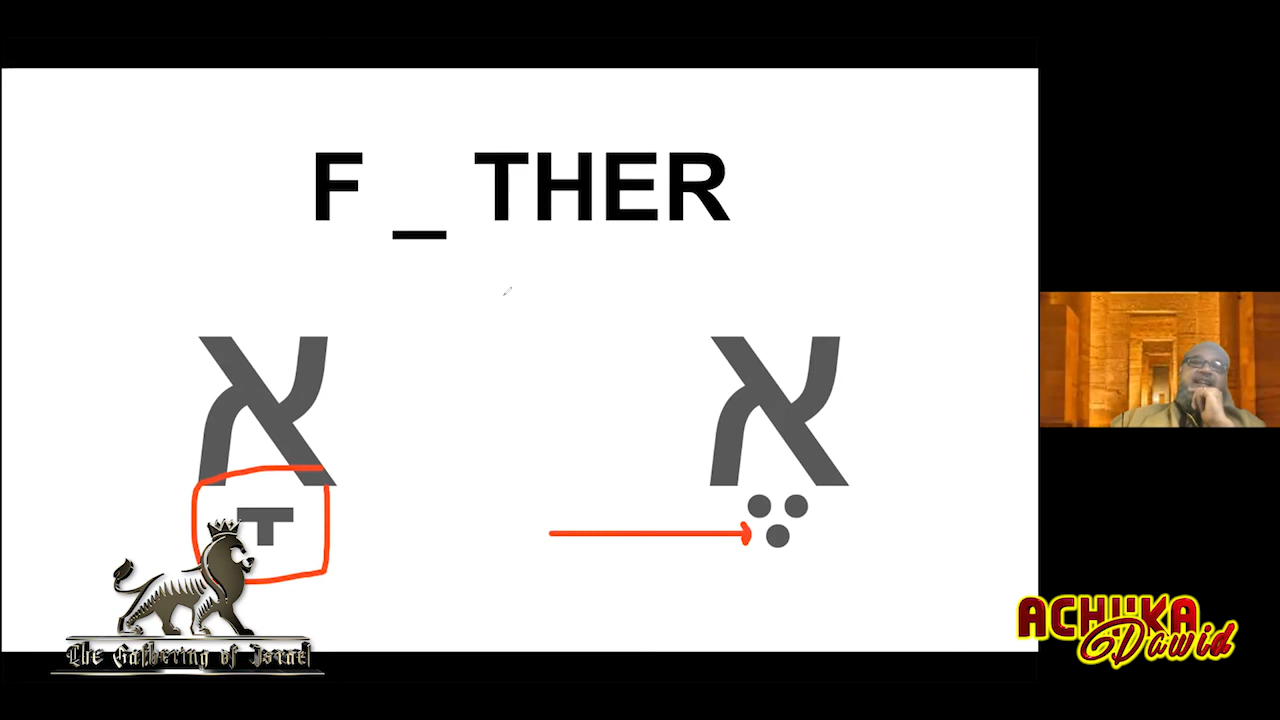 F _ THER
אָ אֶ
The Gathering of Israel
ACHUKA
Dawid